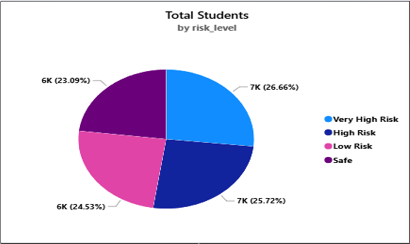 Total Students
by risk_level
6K (23.09%)
7K (26.66%)
Very High Risk
High Risk
Low Risk
Safe
6K (24.53%)
7K (25.72%)